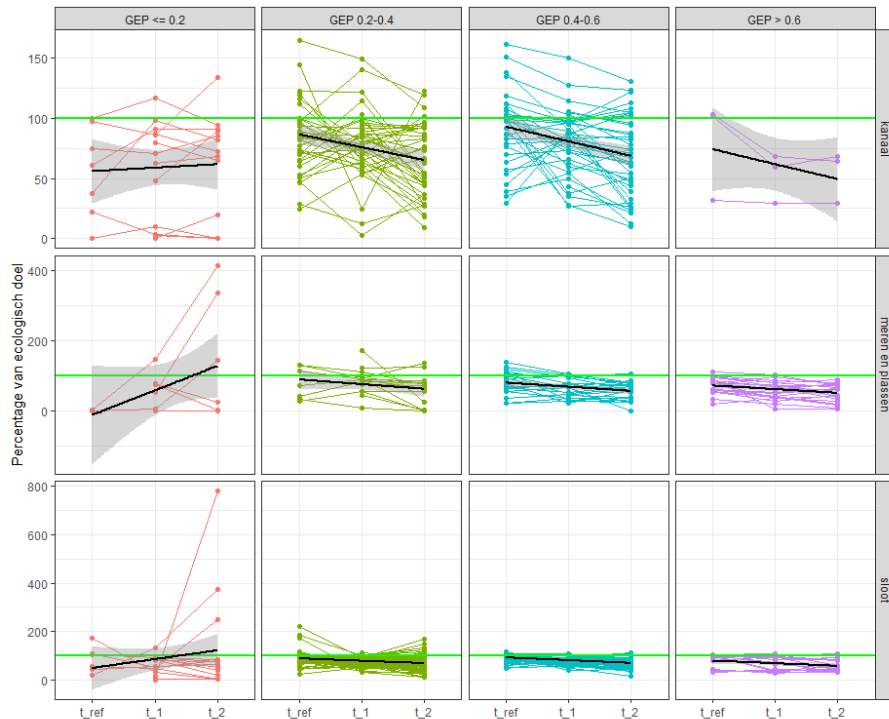 GEP <= 0.2 GEP 0.2-0.4 GEP 0.4-0.6 GEP > 0.6
Percentage van ecologisch doel
150
100
50
0
kanaal
400
200
0
meren en plassen
800
600
400
200
0
sloot
t_ref t_1 t_2 t_ref t_1 t_2 t_ref t_1 t_2 t_ref t_1 t_2